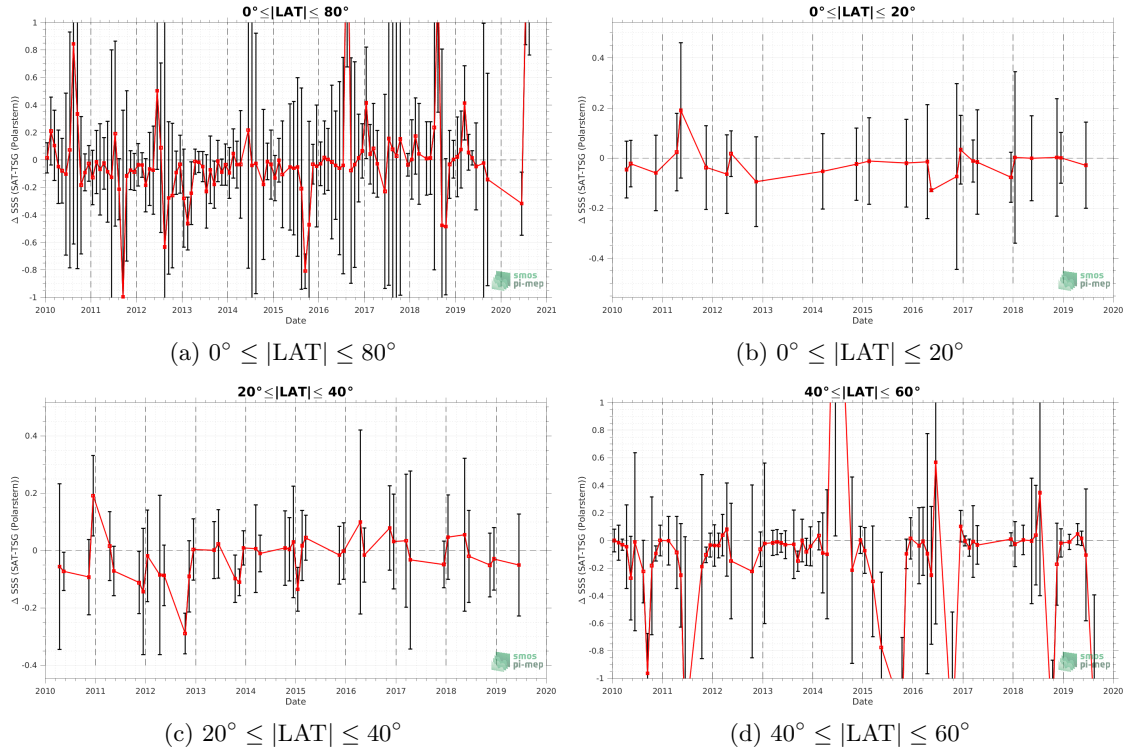 0°≤|LAT|≤ 80°
Δ SSS (SAT-TSG (Polarstern))
1
0.8
0.6
0.4
0.2
0
-0.2
-0.4
-0.6
-0.8
-1
2010 2011 2012 2013 2014 2015 2016 2017 2018 2019 2020 2021
Date
smos
pi-mep
(a) 0° ≤ |LAT| ≤ 80°
0°≤|LAT|≤ 20°
Δ SSS (SAT-TSG (Polarstern))
0.4
0.2
0
-0.2
-0.4
2010 2011 2012 2013 2014 2015 2016 2017 2018 2019 2020
Date
smos
pi-mep
(b) 0° ≤ |LAT| ≤ 20°
20°≤|LAT|≤ 40°
Δ SSS (SAT-TSG (Polarstern))
0.4
0.2
0
-0.2
-0.4
2010 2011 2012 2013 2014 2015 2016 2017 2018 2019 2020
Date
smos
pi-mep
(c) 20° ≤ |LAT| ≤ 40°
40°≤|LAT|≤ 60°
Δ SSS (SAT-TSG (Polarstern))
1
0.8
0.6
0.4
0.2
0
-0.2
-0.4
-0.6
-0.8
-1
2010 2011 2012 2013 2014 2015 2016 2017 2018 2019 2020
Date
smos
pi-mep
(d) 40° ≤ |LAT| ≤ 60°